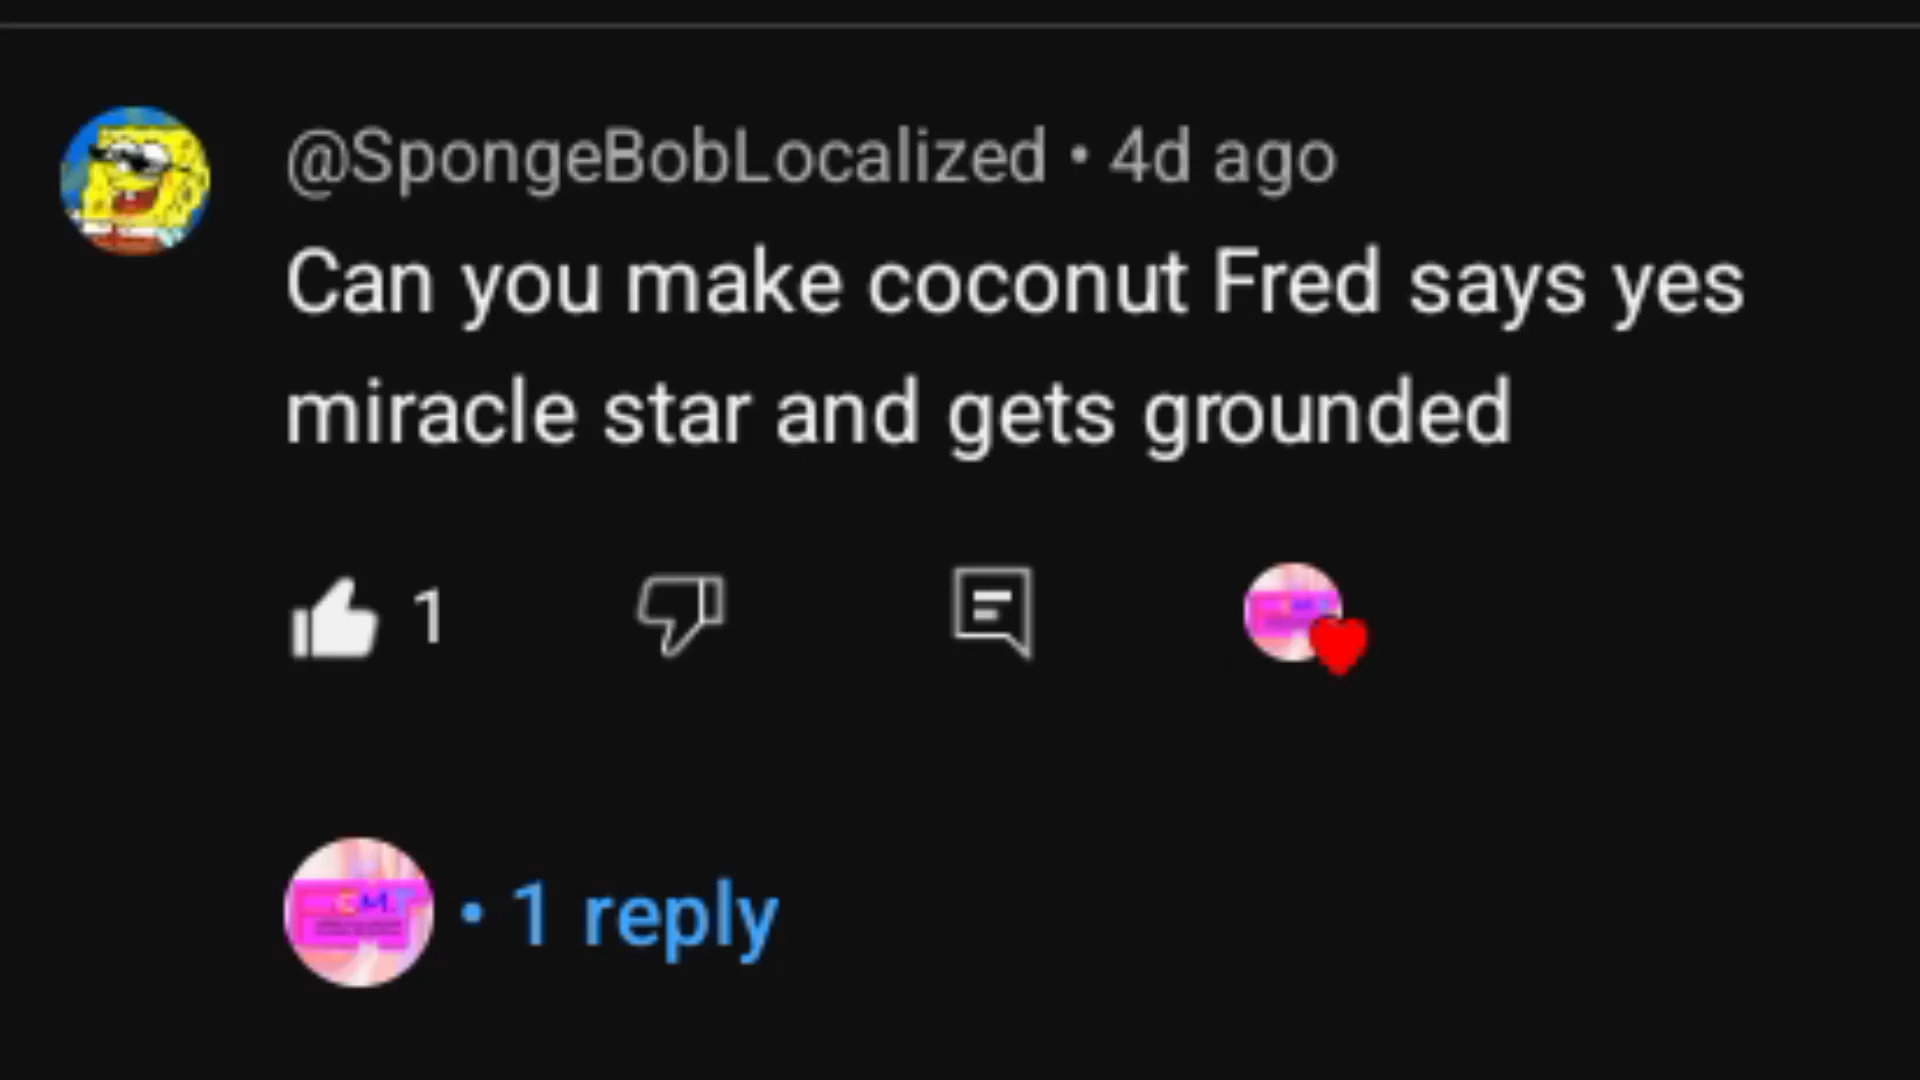 @SpongeBobLocalized • 4d ago
Can you make coconut Fred says yes
miracle star and gets grounded
1
• 1 reply